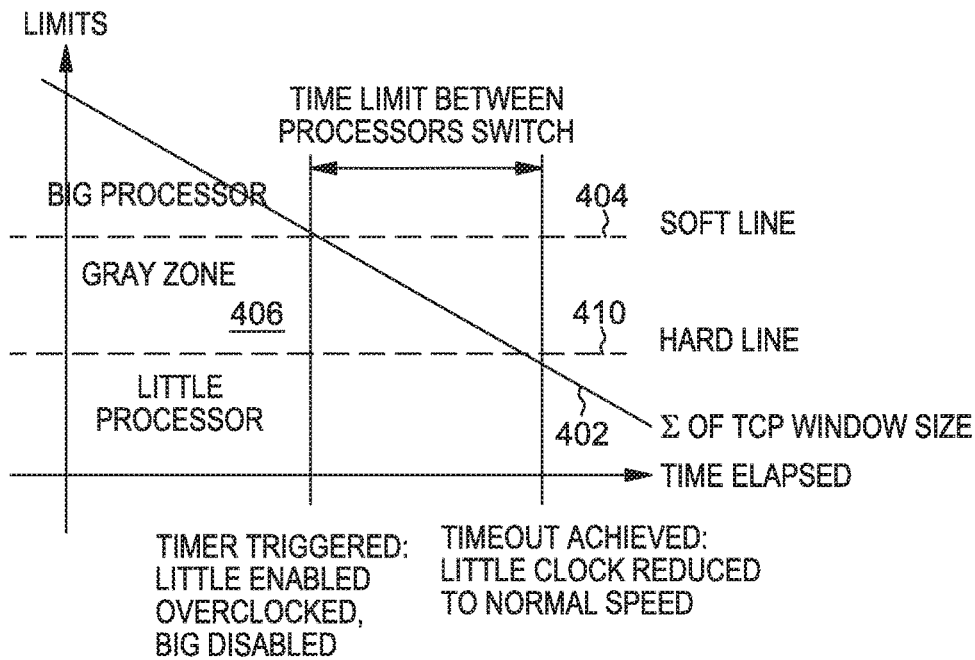 LIMITS
TIME LIMIT BETWEEN
PROCESSORS SWITCH
BIG PROCESSOR
404
SOFT LINE
GRAY ZONE
406
410
HARD LINE
LITTLE
PROCESSOR
402
Σ OF TCP WINDOW SIZE
TIME ELAPSED
TIMER TRIGGERED:
LITTLE ENABLED
OVERCLOCKED,
BIG DISABLED
TIMEOUT ACHIEVED:
LITTLE CLOCK REDUCED
TO NORMAL SPEED